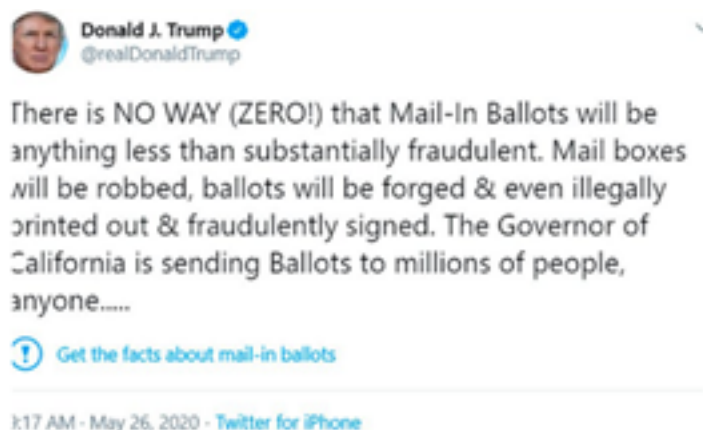 Donald J. Trump
@realDonaldTrump
There is NO WAY (ZERO!) that Mail-In Ballots will be
anything less than substantially fraudulent. Mail boxes
will be robbed, ballots will be forged & even illegally
printed out & fraudulently signed. The Governor of
California is sending Ballots to millions of people,
anyone.....
Get the facts about mail-in ballots
:17 AM - May 26, 2020 - Twitter for iPhone